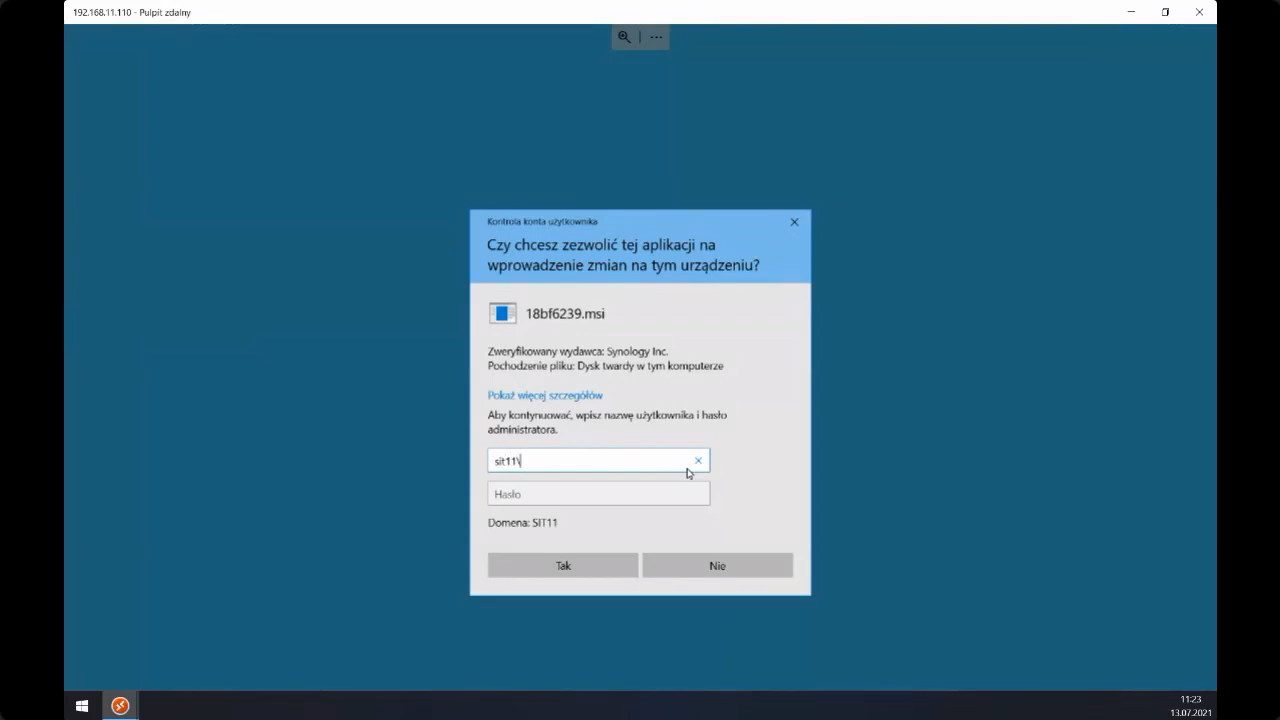 192.168.11.110 - Pulpit zdalny
Kontrola konta użytkownika
Czy chcesz zezwolić tej aplikacji na
wprowadzenie zmian na tym urządzeniu?
18bf6239.msi
Zweryfikowany wydawca: Synology Inc.
Pochodzenie pliku: Dysk twardy w tym komputerze
Pokaż więcej szczegółów
Aby kontynuować, wpisz nazwę użytkownika i hasło
administratora.
sit11\
Hasło
Domena: SIT11
Tak
Nie
11:23
13.07.2021